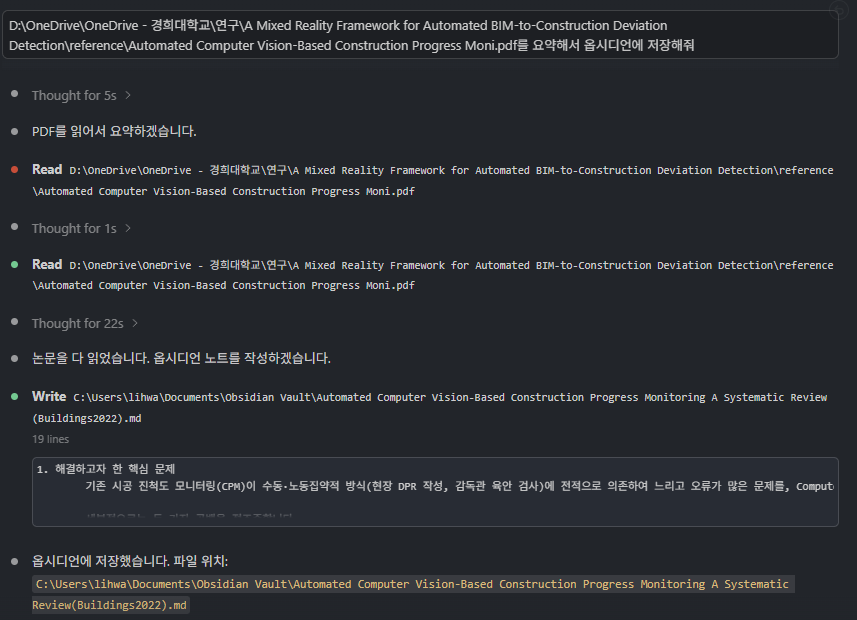 D:\OneDrive\OneDrive - 경희대학교\연구\A Mixed Reality Framework for Automated BIM-to-Construction Deviation
Detection\reference\Automated Computer Vision-Based Construction Progress Moni.pdf를 요약해서 옵시디언에 저장해줘
Thought for 5s >
PDF를 읽어서 요약하겠습니다.
Read D:\OneDrive\OneDrive - 경희대학교\연구\A Mixed Reality Framework for Automated BIM-to-Construction Deviation Detection\reference
\Automated Computer Vision-Based Construction Progress Moni.pdf
Thought for 1s >
Read D:\OneDrive\OneDrive - 경희대학교\연구\A Mixed Reality Framework for Automated BIM-to-Construction Deviation Detection\reference
\Automated Computer Vision-Based Construction Progress Moni.pdf
Thought for 22s >
논문을 다 읽었습니다. 옵시디언 노트를 작성하겠습니다.
Write C:\Users\lihwa\Documents\Obsidian Vault\Automated Computer Vision-Based Construction Progress Monitoring A Systematic Review
(Buildings2022).md
19 lines
1. 해결하고자 한 핵심 문제
기존 시공 진척도 모니터링(CPM)이 수동·노동집약적 방식(현장 DPR 작성, 감독관 육안 검사)에 전적으로 의존하여 느리고 오류가 많은 문제를, Comput
옵시디언에 저장했습니다. 파일 위치:
C:\Users\lihwa\Documents\Obsidian Vault\Automated Computer Vision-Based Construction Progress Monitoring A Systematic
Review(Buildings2022).md